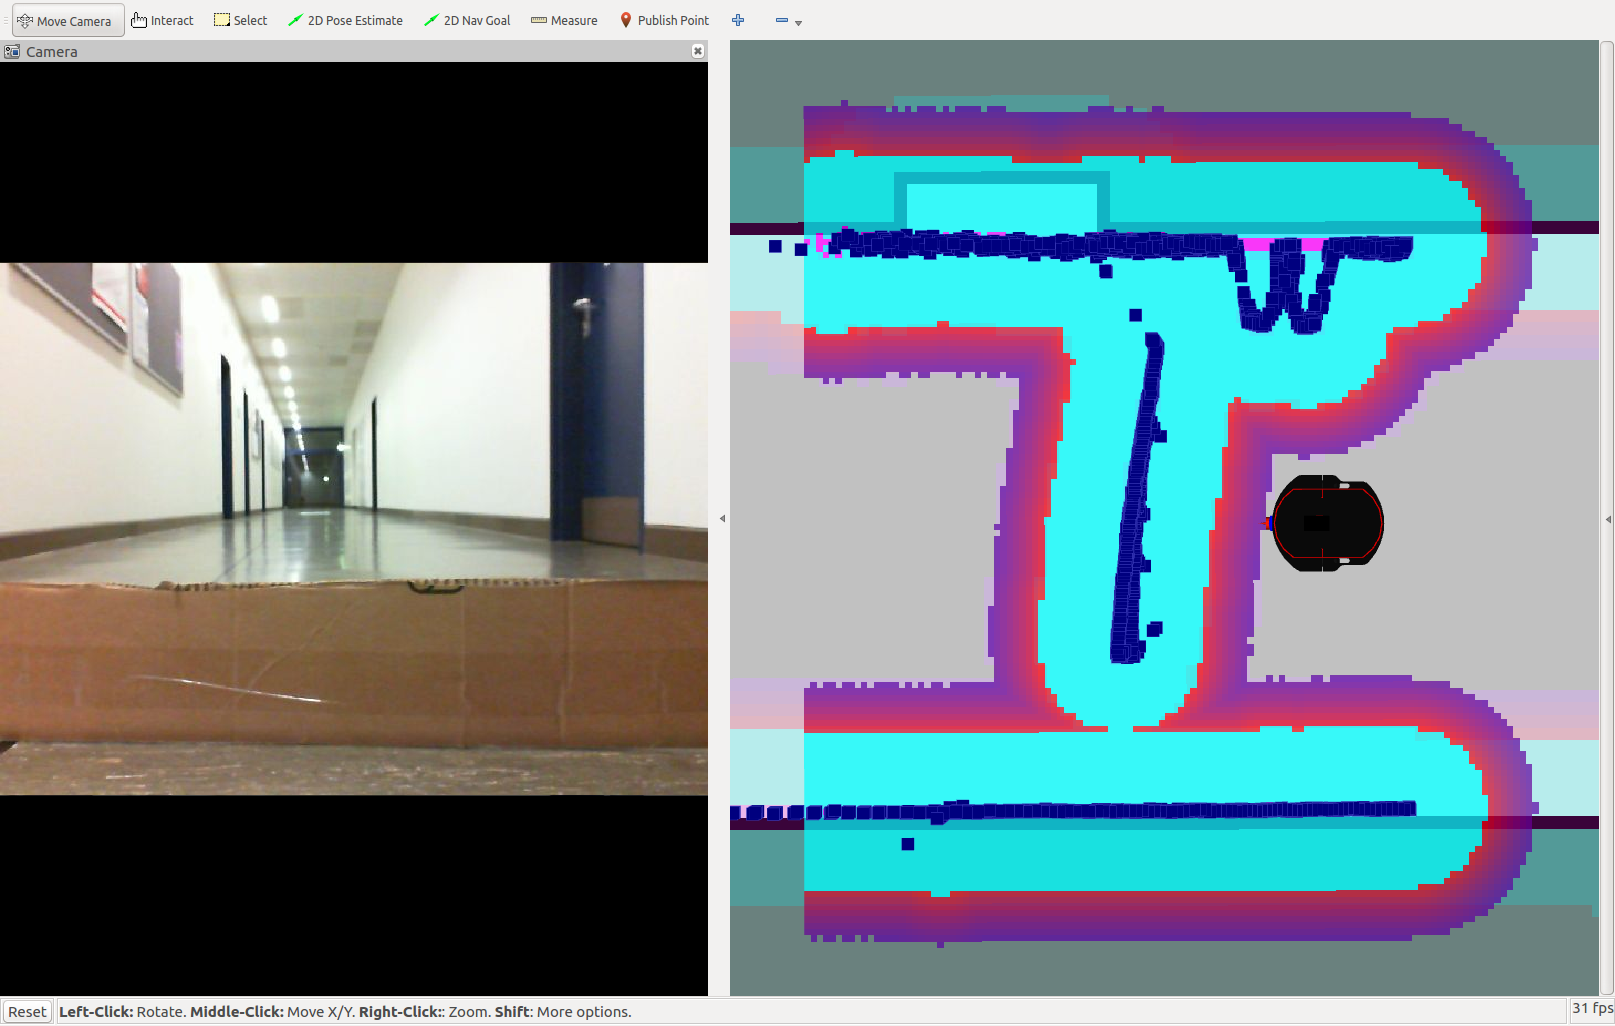 Move Camera Interact Select 2D Pose Estimate 2D Nav Goal Measure Publish Point
Camera
Reset Left-Click: Rotate. Middle-Click: Move X/Y. Right-Click:: Zoom. Shift: More options. 31 fps